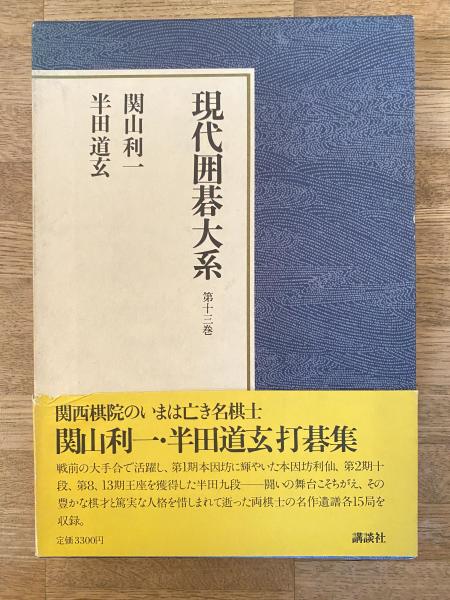 現代囲碁大系
第十三巻
関山利一
半田道玄
関西棋院のいまは亡き名棋士
関山利一・半田道玄打碁集
戦前の大手合で活躍し、第1期本因坊に輝やいた本因坊利仙、第2期十
段、第8、13期王座を獲得した半田九段——闘いの舞台こそちがえ、その
豊かな棋才と篤実な人格を惜しまれて逝った両棋士の名作遺譜各15局を
収録。
定価3300円
講談社